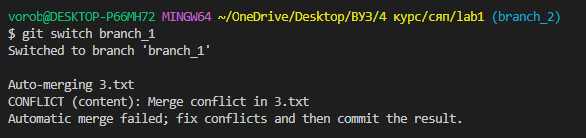 vorob@DESKTOP-P66MH72 MINGW64 ~/OneDrive/Desktop/ВУЗ/4 курс/сяп/lab1 (branch_2)
$ git switch branch_1
Switched to branch 'branch_1'
Auto-merging 3.txt
CONFLICT (content): Merge conflict in 3.txt
Automatic merge failed; fix conflicts and then commit the result.